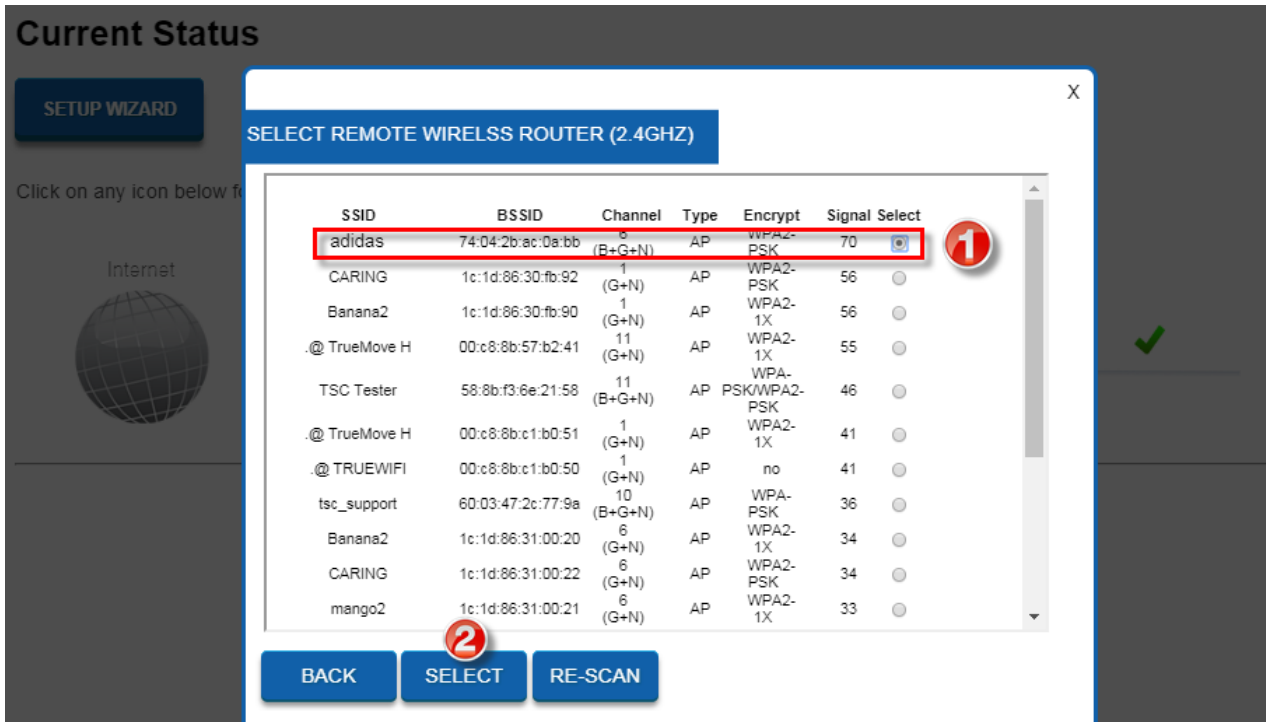 Current Status
SETUP WIZARD
Click on any icon below f
Internet
X
SELECT REMOTE WIRELSS ROUTER (2.4GHZ)
SSID BSSID Channel Type Encrypt Signal Select
adidas 74:04:2b:ac:0a:bb 6 (B+G+N) AP WPA2-PSK 70
1
CARING 1c:1d:86:30:fb:92 1 (G+N) AP WPA2-PSK 56
Banana2 1c:1d:86:30:fb:90 1 (G+N) AP WPA2-1X 56
.@ TrueMove H 00:c8:8b:57:b2:41 11 (G+N) AP WPA2-1X 55
TSC Tester 58:8b:f3:6e:21:58 11 (B+G+N) AP WPA-PSK/WPA2-PSK 46
.@ TrueMove H 00:c8:8b:c1:b0:51 1 (G+N) AP WPA2-1X 41
.@ TRUEWIFI 00:c8:8b:c1:b0:50 1 (G+N) AP no 41
tsc_support 60:03:47:2c:77:9a 10 (B+G+N) AP WPA-PSK 36
Banana2 1c:1d:86:31:00:20 6 (G+N) AP WPA2-1X 34
CARING 1c:1d:86:31:00:22 6 (G+N) AP WPA2-PSK 34
mango2 1c:1d:86:31:00:21 6 (G+N) AP WPA2-1X 33
2
BACK SELECT RE-SCAN